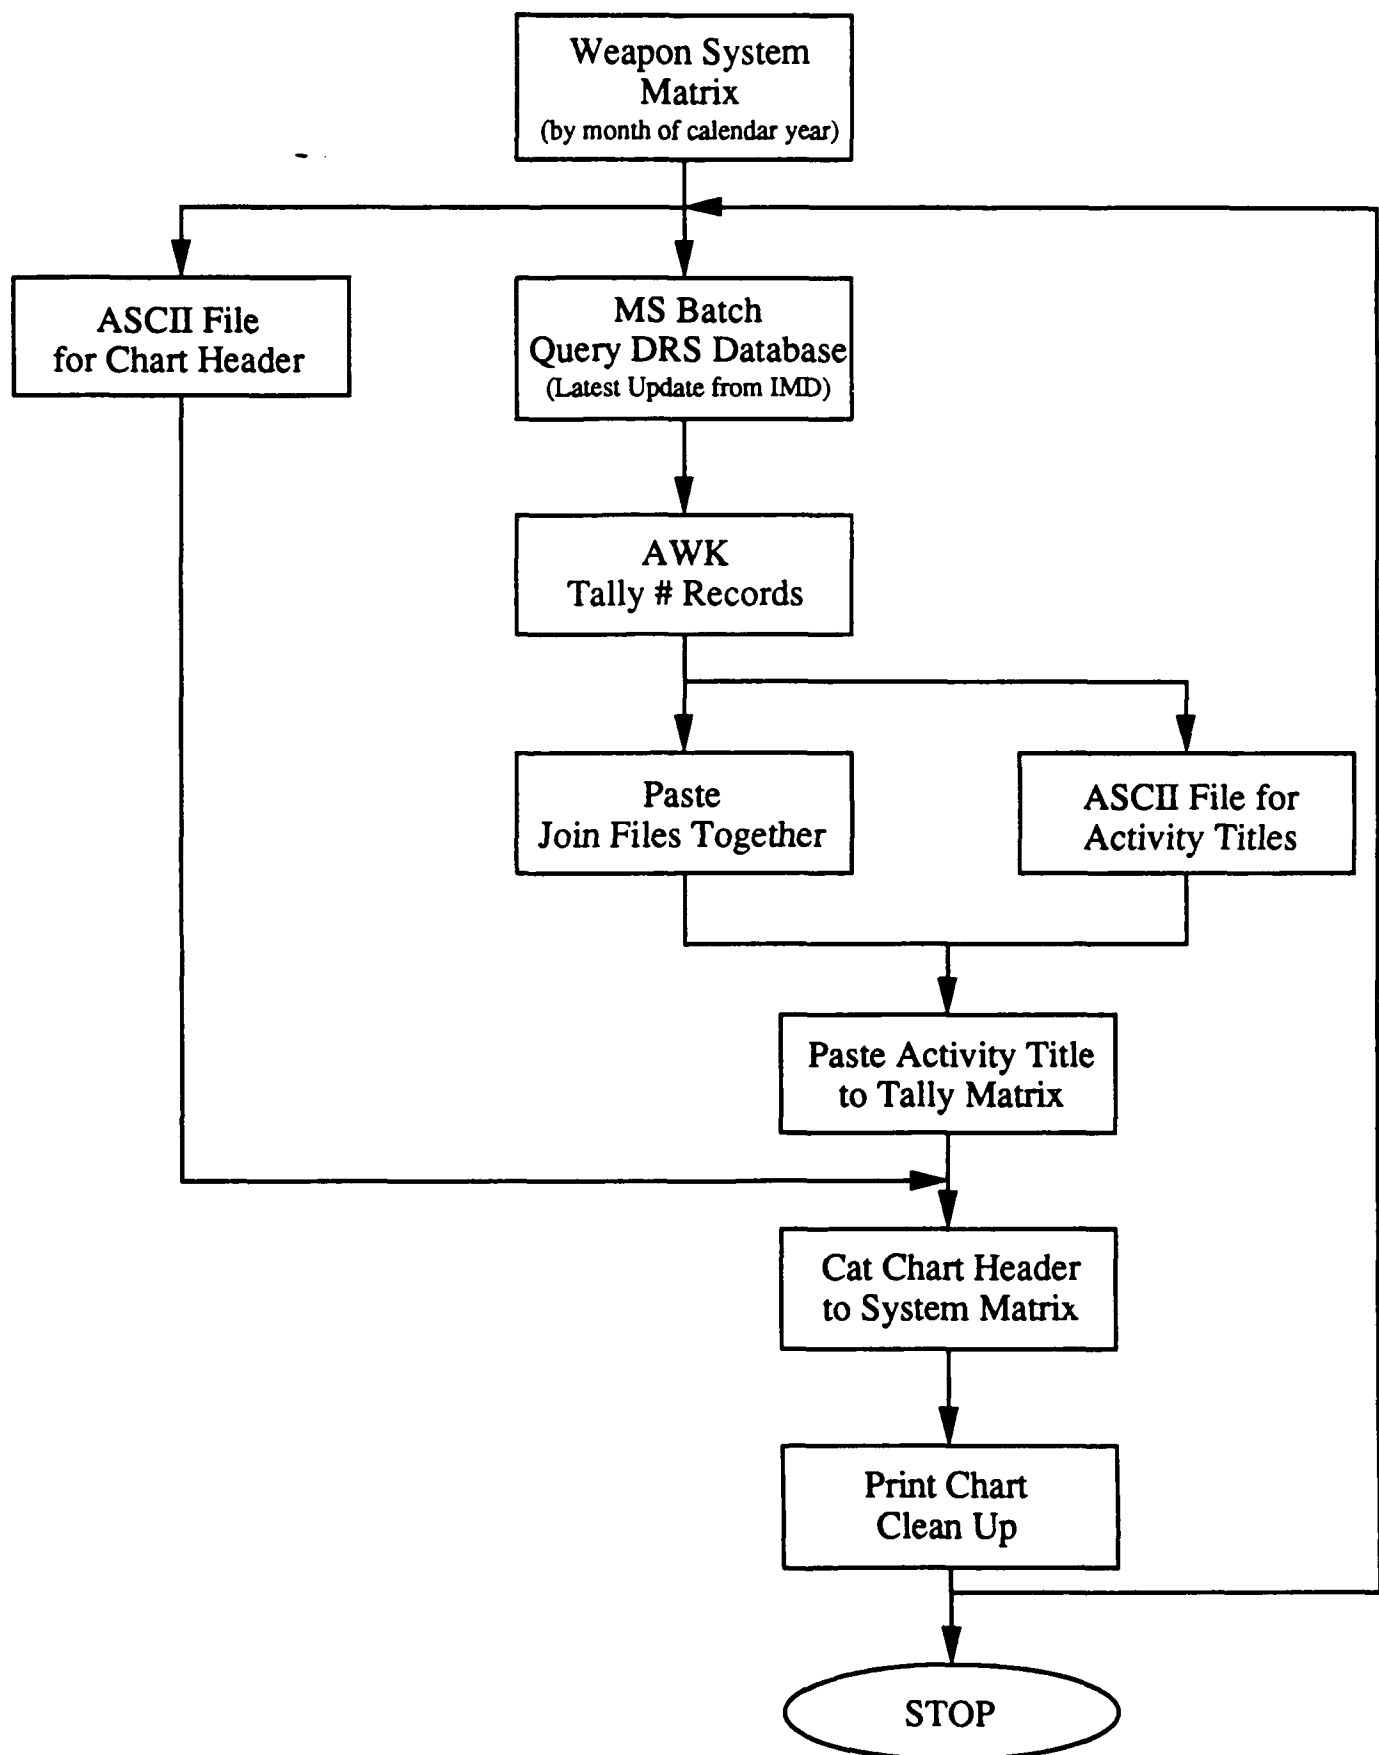 Weapon System
Matrix
(by month of calendar year)
ASCII File
for Chart Header
MS Batch
Query DRS Database
(Latest Update from IMD)
AWK
Tally # Records
Paste
Join Files Together
ASCII File for
Activity Titles
Paste Activity Title
to Tally Matrix
Cat Chart Header
to System Matrix
Print Chart
Clean Up
STOP